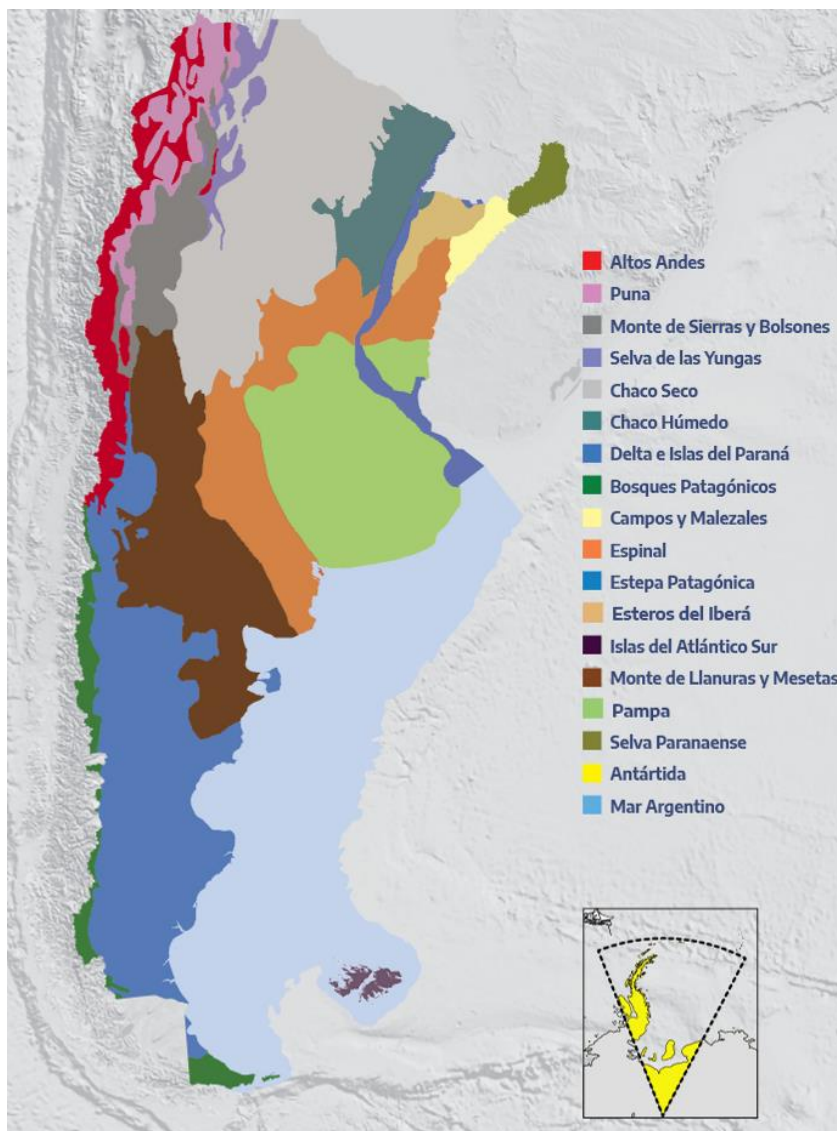 Altos Andes
Puna
Monte de Sierras y Bolsones
Selva de las Yungas
Chaco Seco
Chaco Húmedo
Delta e Islas del Paraná
Bosques Patagónicos
Campos y Malezales
Espinal
Estepa Patagónica
Esteros del Iberá
Islas del Atlántico Sur
Monte de Llanuras y Mesetas
Pampa
Selva Paranaense
Antártida
Mar Argentino